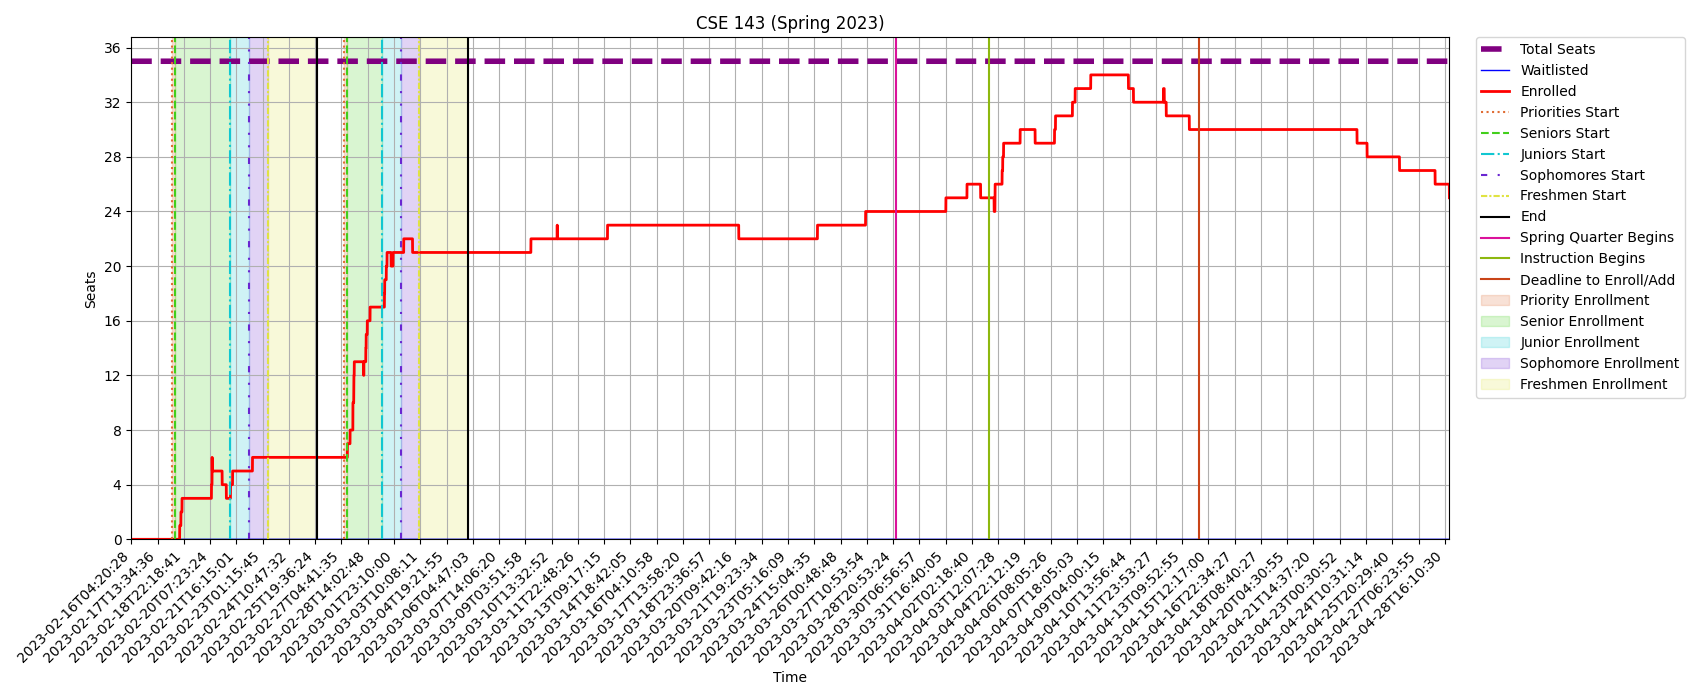 CSE 143 (Spring 2023)
36
32
28
24
20
16
12
8
4
0
Seats
2023-02-16T04:20:28
2023-02-17T13:34:36
2023-02-18T22:18:41
2023-02-20T07:23:24
2023-02-21T16:15:01
2023-02-23T01:15:45
2023-02-24T10:47:32
2023-02-25T19:36:24
2023-02-27T04:41:35
2023-02-28T14:02:48
2023-03-01T23:10:00
2023-03-03T10:08:11
2023-03-04T19:21:55
2023-03-06T04:47:03
2023-03-07T14:06:20
2023-03-09T03:51:58
2023-03-10T13:32:52
2023-03-11T22:48:26
2023-03-13T09:17:15
2023-03-14T18:42:05
2023-03-16T04:10:58
2023-03-17T13:58:20
2023-03-18T23:36:57
2023-03-20T09:42:16
2023-03-21T19:23:34
2023-03-23T05:16:09
2023-03-24T15:04:35
2023-03-26T00:48:48
2023-03-27T10:53:54
2023-03-28T20:53:24
2023-03-30T06:56:57
2023-03-31T16:40:05
2023-04-02T02:18:40
2023-04-03T12:07:28
2023-04-04T22:12:19
2023-04-06T08:05:26
2023-04-07T18:05:03
2023-04-09T04:00:15
2023-04-10T13:56:44
2023-04-11T23:53:27
2023-04-13T09:52:55
2023-04-15T12:17:00
2023-04-16T22:34:27
2023-04-18T08:40:27
2023-04-20T04:30:55
2023-04-21T14:37:20
2023-04-23T00:30:52
2023-04-24T10:31:14
2023-04-25T20:29:40
2023-04-27T06:23:55
2023-04-28T16:10:30
Time
Total Seats
Waitlisted
Enrolled
Priorities Start
Seniors Start
Juniors Start
Sophomores Start
Freshmen Start
End
Spring Quarter Begins
Instruction Begins
Deadline to Enroll/Add
Priority Enrollment
Senior Enrollment
Junior Enrollment
Sophomore Enrollment
Freshmen Enrollment